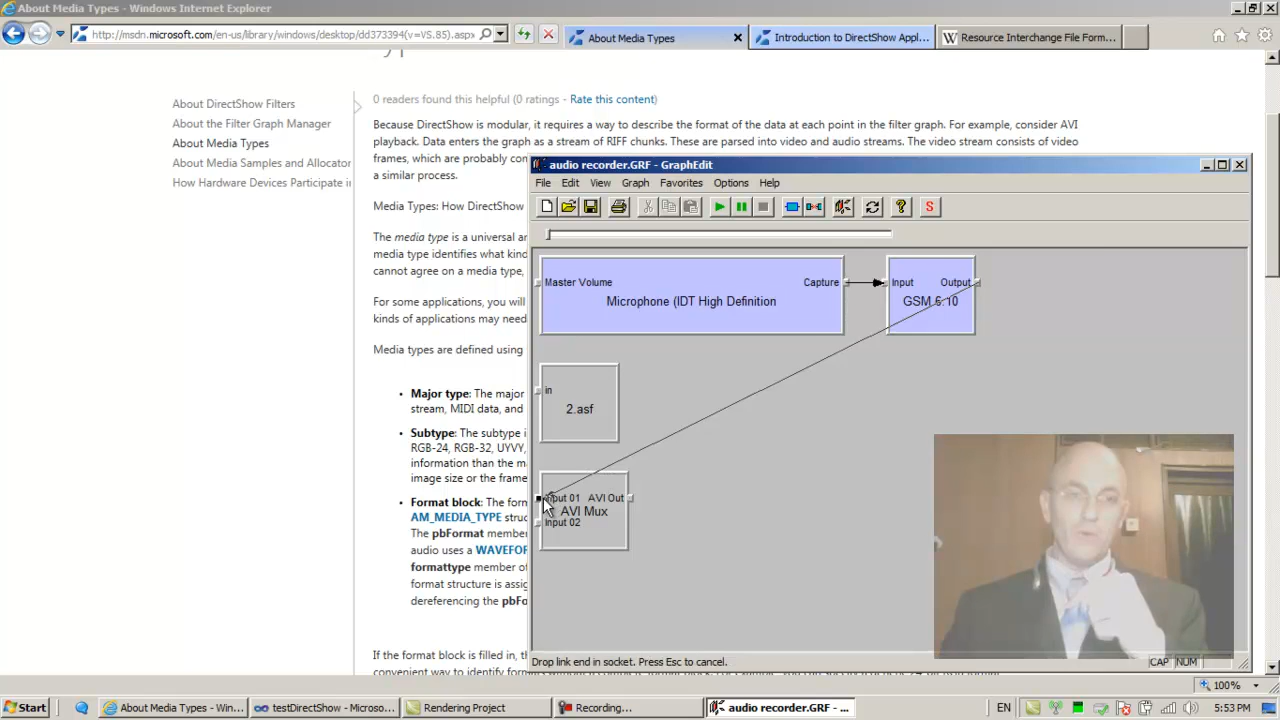 About Media Types - Windows Internet Explorer
http://msdn.microsoft.com/en-us/library/windows/desktop/dd373394(v=VS.85).aspx
About Media Types
Introduction to DirectShow Appl...
Resource Interchange File Form...
About DirectShow Filters
About the Filter Graph Manager
About Media Types
About Media Samples and Allocator
How Hardware Devices Participate i
0 readers found this helpful (0 ratings - Rate this content)
Because DirectShow is modular, it requires a way to describe the format of the data at each point in the filter graph. For example, consider AVI
playback. Data enters the graph as a stream of RIFF chunks. These are parsed into video and audio streams. The video stream consists of video
frames, which are probably con
a similar process.
Media Types: How DirectShow
The media type is a universal an
media type identifies what kind
cannot agree on a media type,
For some applications, you will
kinds of applications may need
Media types are defined using
• Major type: The major
stream, MIDI data, and
• Subtype: The subtype i
RGB-24, RGB-32, UYVY,
information than the m
image size or the frame
• Format block: The form
AM_MEDIA_TYPE struc
The pbFormat member
audio uses a WAVEFOR
formattype member of
format structure is assig
dereferencing the pbFo
If the format block is filled in, th
audio recorder.GRF - GraphEdit
File Edit View Graph Favorites Options Help
S
Master Volume Capture
Microphone (IDT High Definition
Input Output
GSM 6.10
in
2.asf
Input 01 AVI Out
AVI Mux
Input 02
Drop link end in socket. Press Esc to cancel.
CAP NUM
100%
Start
About Media Types - Win...
testDirectShow - Microso...
Rendering Project
Recording...
audio recorder.GRF - ...
EN
5:53 PM